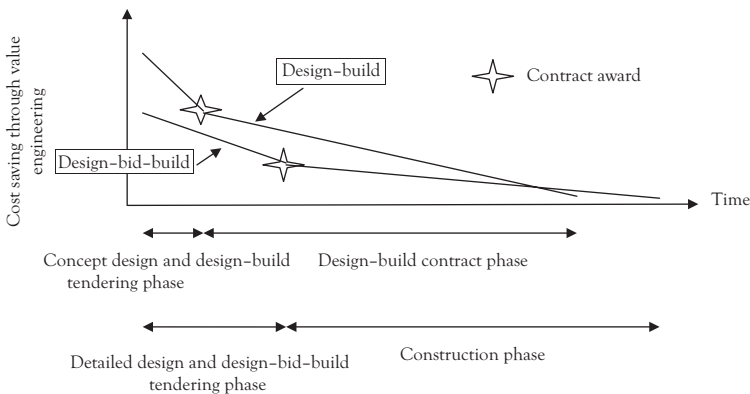 Cost saving through value
engineering
Design–build
Contract award
Design–bid–build
Time
Concept design and design–build
tendering phase
Design–build contract phase
Detailed design and design–bid–build
tendering phase
Construction phase